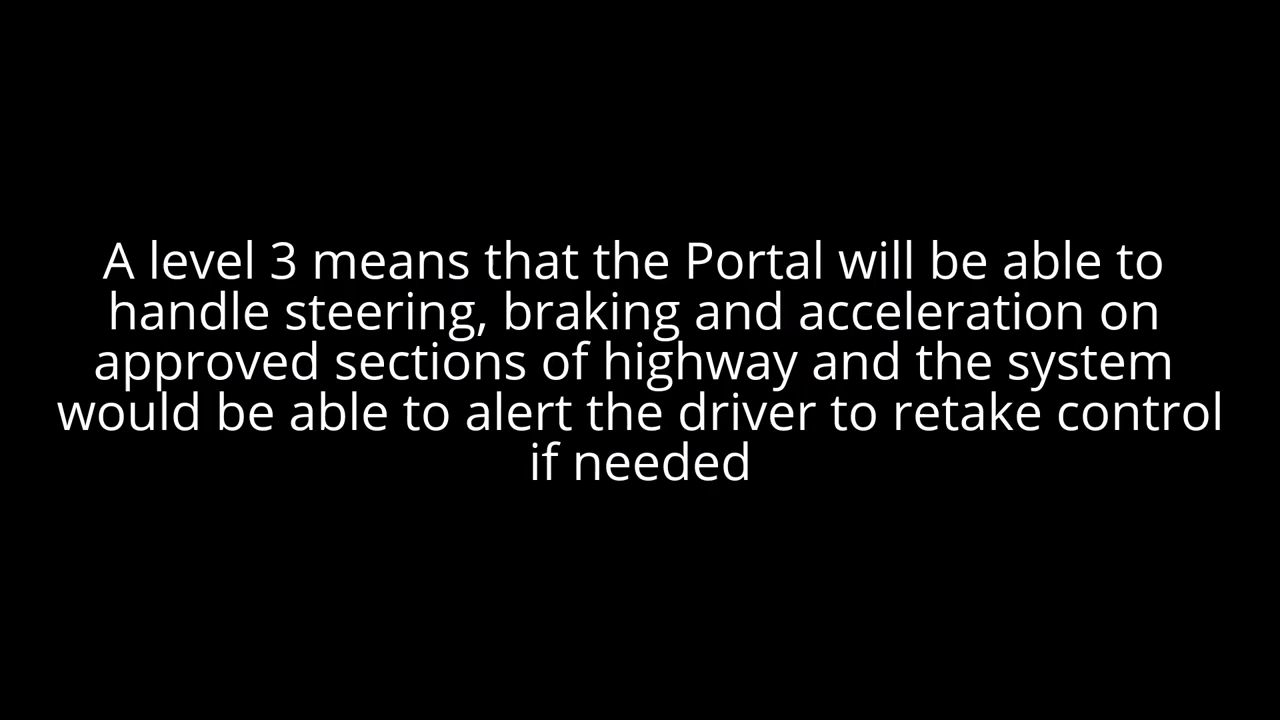 A level 3 means that the Portal will be able to
handle steering, braking and acceleration on
approved sections of highway and the system
would be able to alert the driver to retake control
if needed